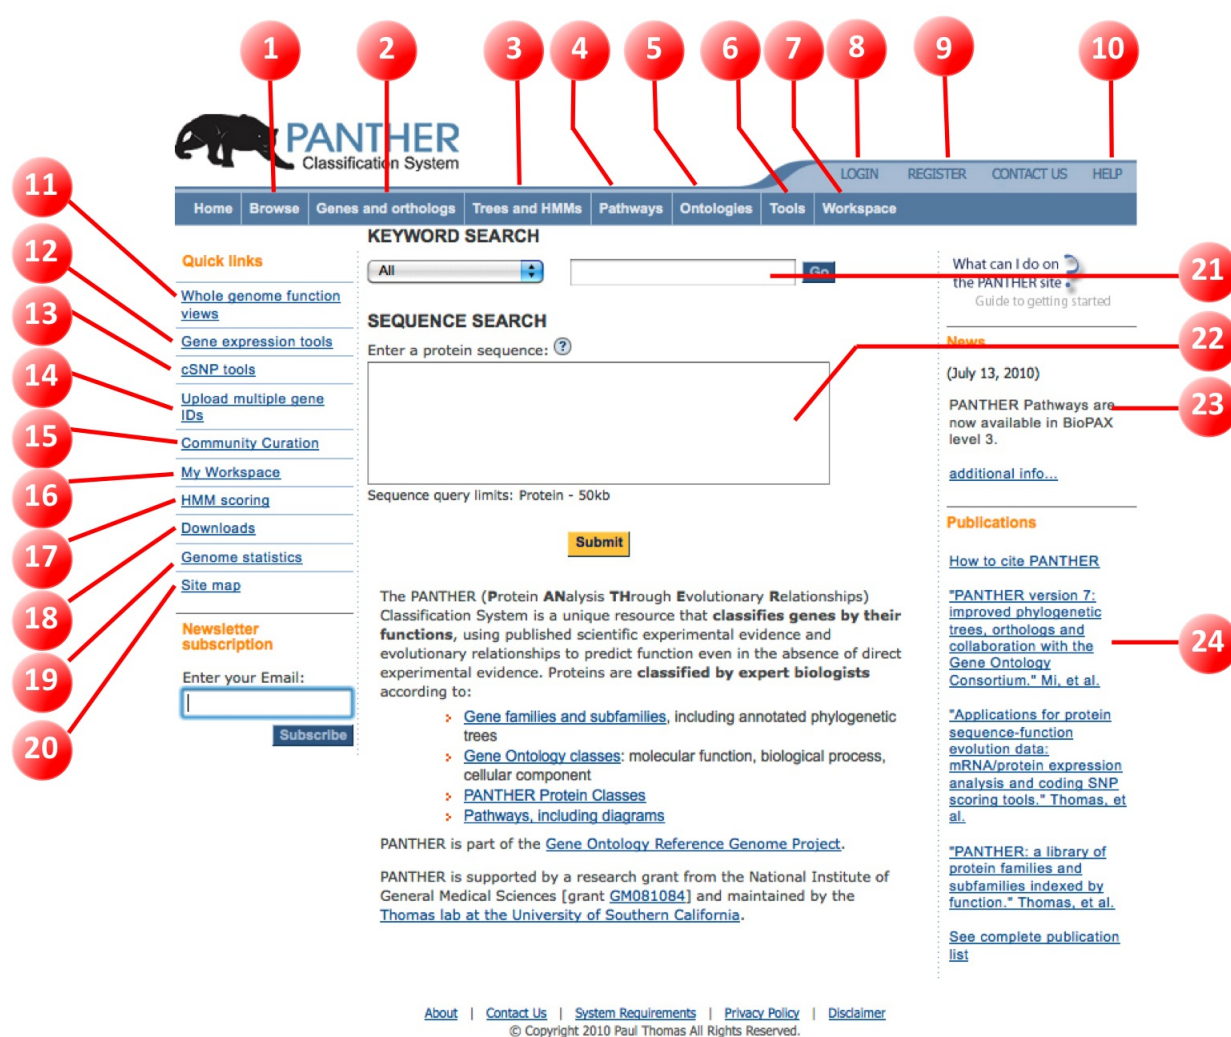 1 2 3 4 5 6 7 8 9 10
PANTHER
Classification System
LOGIN REGISTER CONTACT US HELP
Home Browse Genes and orthologs Trees and HMMs Pathways Ontologies Tools Workspace
11
12
13
14
15
16
17
18
19
20
Quick links
Whole genome function
views
Gene expression tools
cSNP tools
Upload multiple gene
IDs
Community Curation
My Workspace
HMM scoring
Downloads
Genome statistics
Site map
Newsletter
subscription
Enter your Email:
Subscribe
KEYWORD SEARCH
All Go
SEQUENCE SEARCH
Enter a protein sequence: ?
Sequence query limits: Protein - 50kb
Submit
The PANTHER (Protein ANalysis THrough Evolutionary Relationships)
Classification System is a unique resource that classifies genes by their
functions, using published scientific experimental evidence and
evolutionary relationships to predict function even in the absence of direct
experimental evidence. Proteins are classified by expert biologists
according to:
Gene families and subfamilies, including annotated phylogenetic
trees
Gene Ontology classes: molecular function, biological process,
cellular component
PANTHER Protein Classes
Pathways, including diagrams
PANTHER is part of the Gene Ontology Reference Genome Project.
PANTHER is supported by a research grant from the National Institute of
General Medical Sciences [grant GM081084] and maintained by the
Thomas lab at the University of Southern California.
What can I do on
the PANTHER site ?
Guide to getting started
News
(July 13, 2010)
PANTHER Pathways are
now available in BioPAX
level 3.
additional info...
Publications
How to cite PANTHER
"PANTHER version 7:
improved phylogenetic
trees, orthologs and
collaboration with the
Gene Ontology
Consortium." Mi, et al.
"Applications for protein
sequence-function
evolution data:
mRNA/protein expression
analysis and coding SNP
scoring tools." Thomas, et
al.
"PANTHER: a library of
protein families and
subfamilies indexed by
function." Thomas, et al.
See complete publication
list
21
22
23
24
About | Contact Us | System Requirements | Privacy Policy | Disclaimer
© Copyright 2010 Paul Thomas All Rights Reserved.